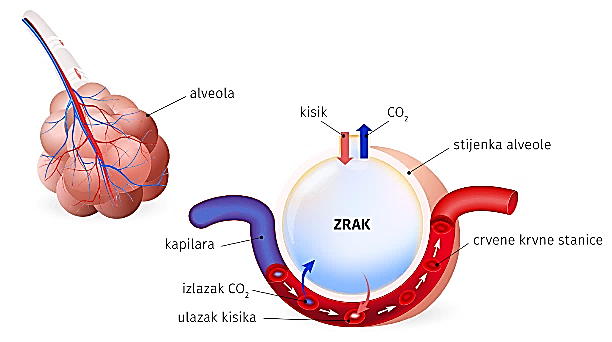 alveola
kisik
CO₂
stijenka alveole
ZRAK
kapilara
crvene krvne stanice
izlazak CO₂
ulazak kisika